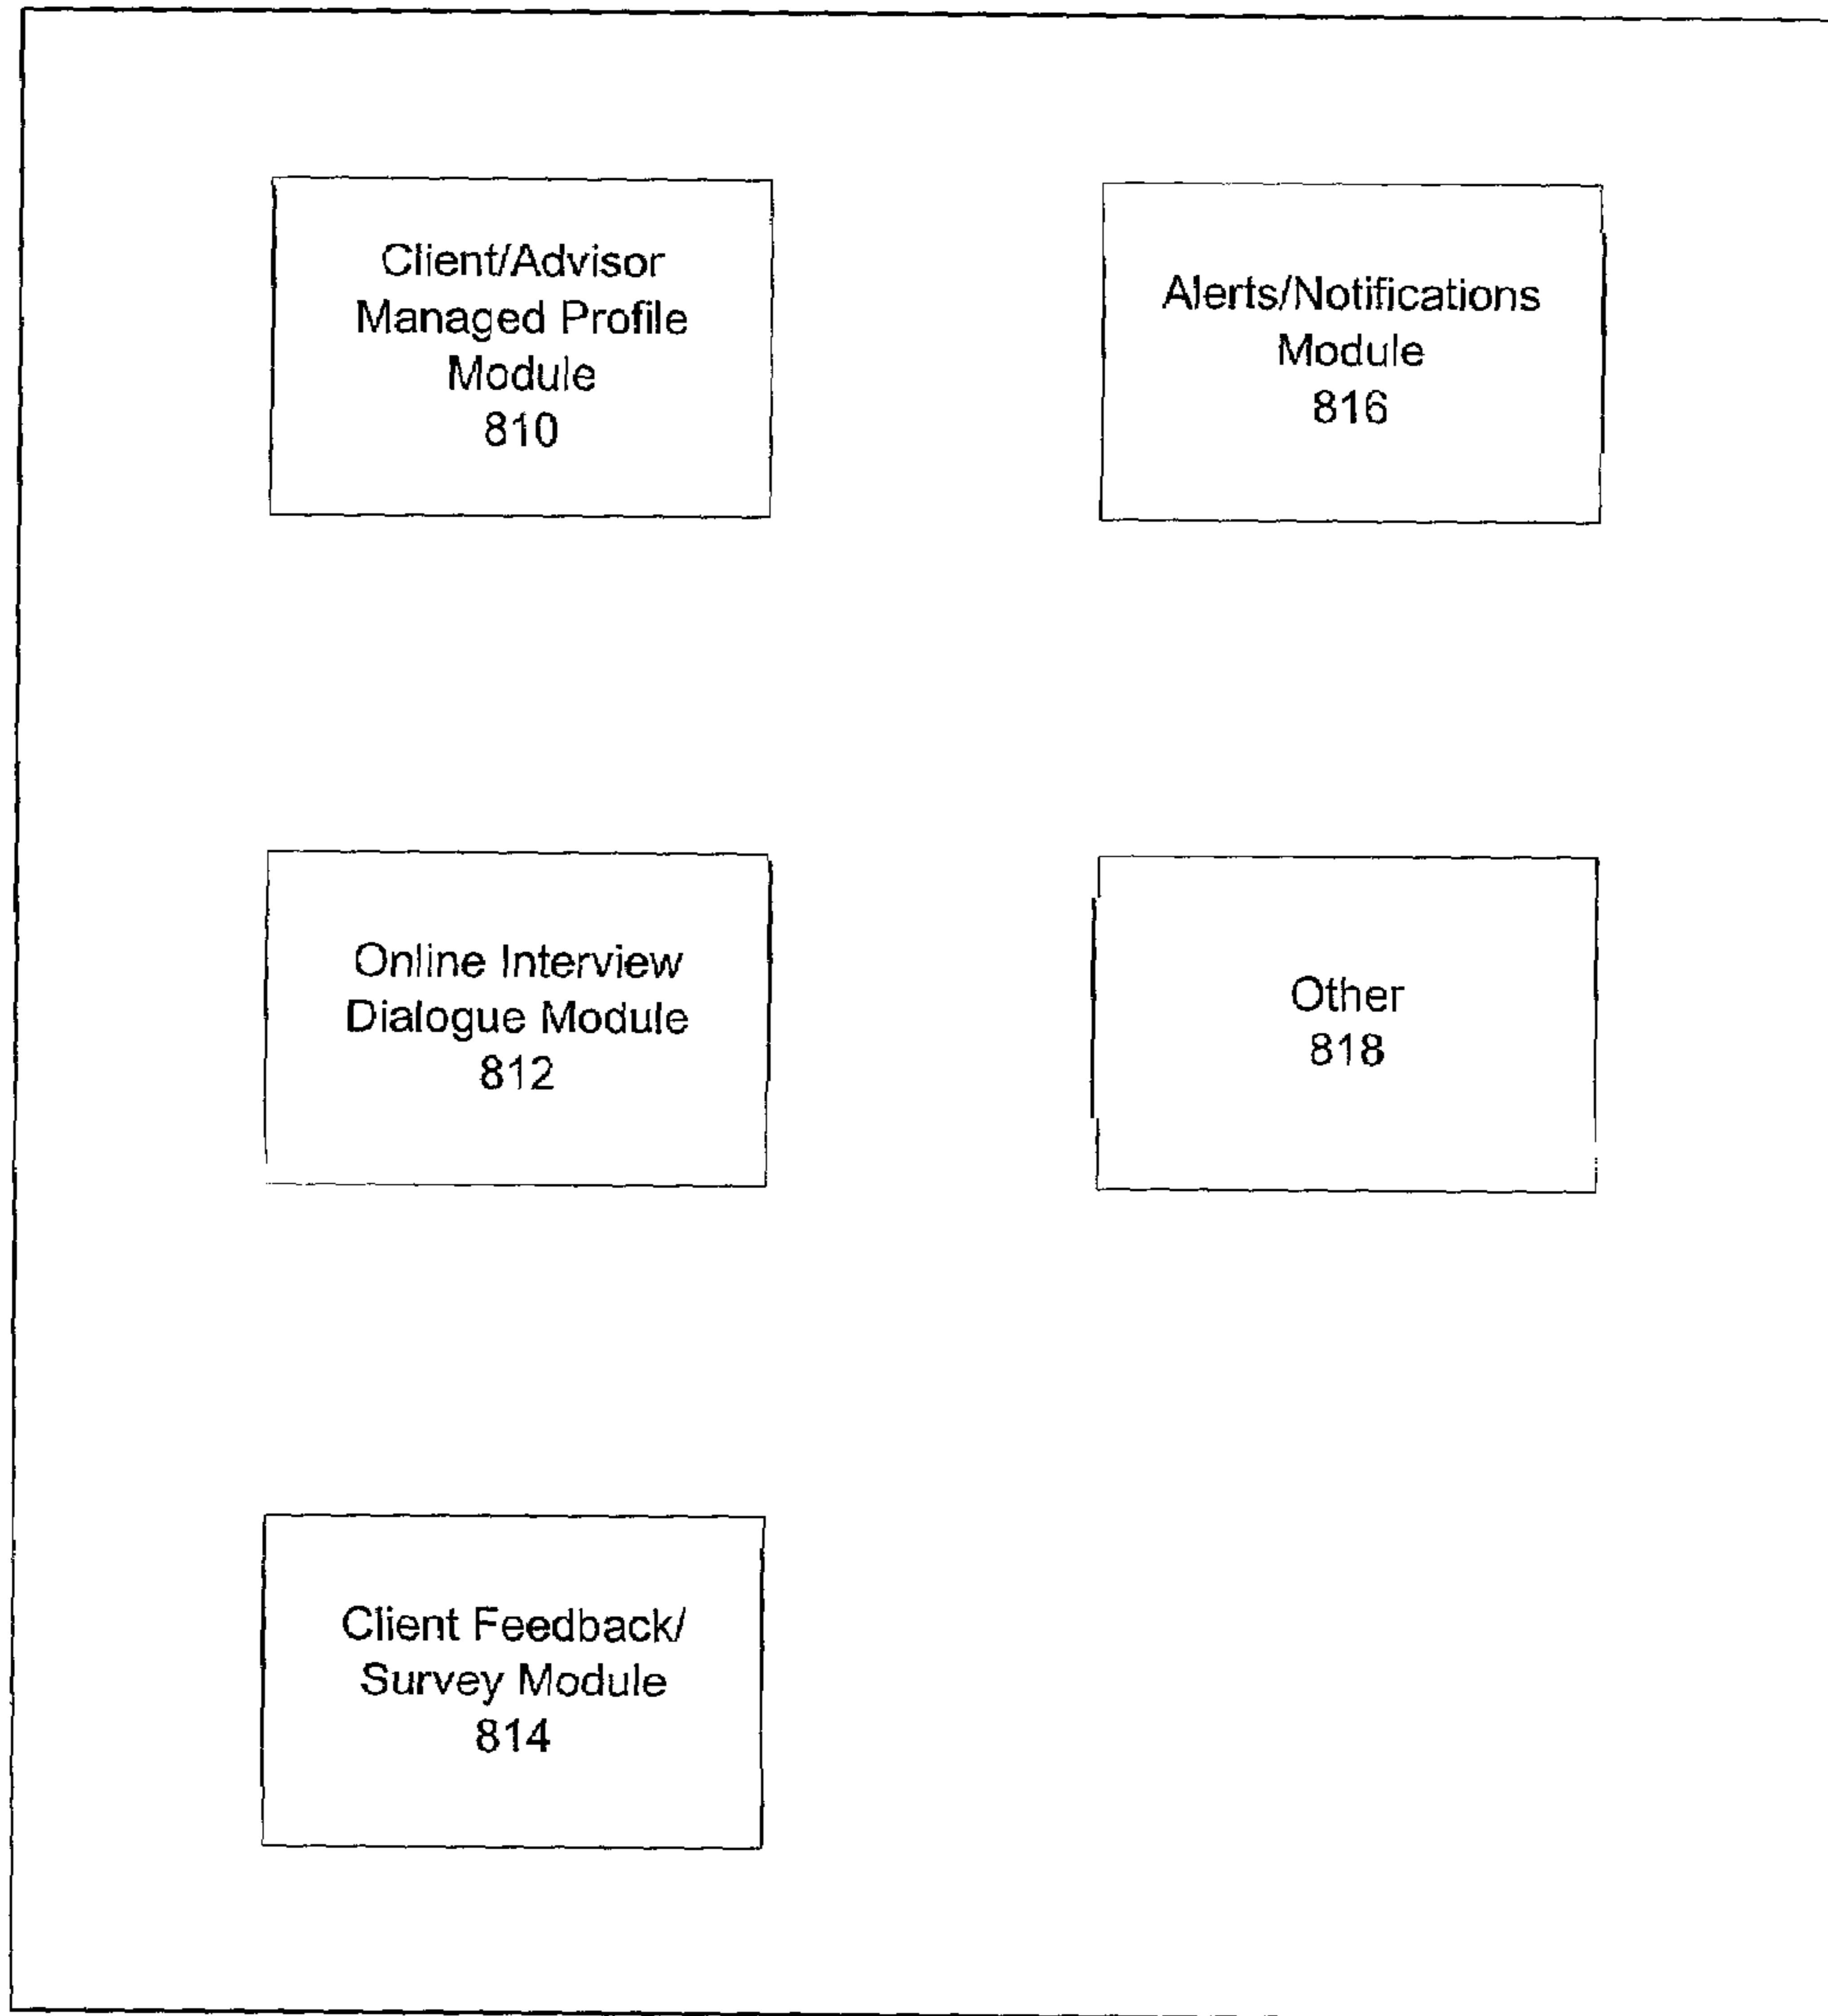 Client/Advisor
Managed Profile
Module
810
Alerts/Notifications
Module
816
Online Interview
Dialogue Module
812
Other
818
Client Feedback/
Survey Module
814